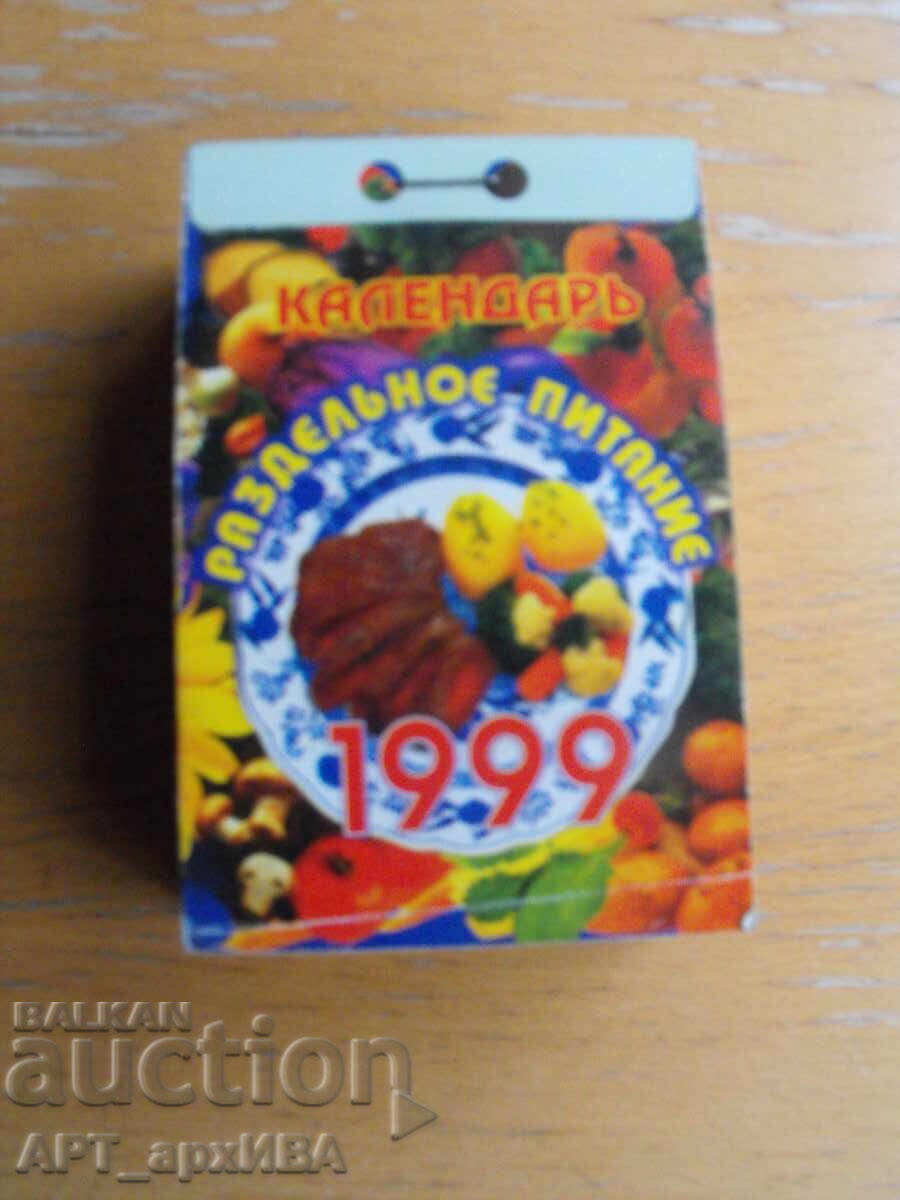 КАЛЕНДАРЬ
РАЗДЕЛЬНОЕ ПИТАНИЕ
1999
BALKAN
auction
АРТ_архИВА